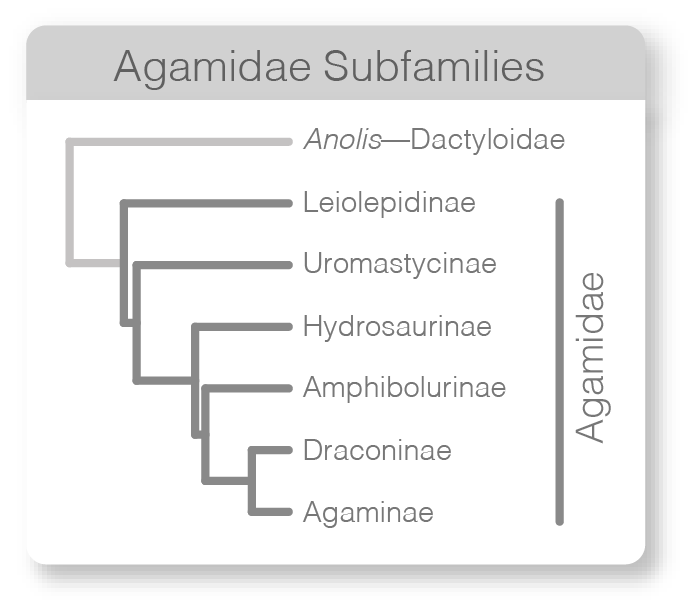 Agamidae Subfamilies
Anolis—Dactyloidae
Leiolepidinae
Uromastycinae
Hydrosaurinae
Amphibolurinae
Draconinae
Agaminae
Agamidae